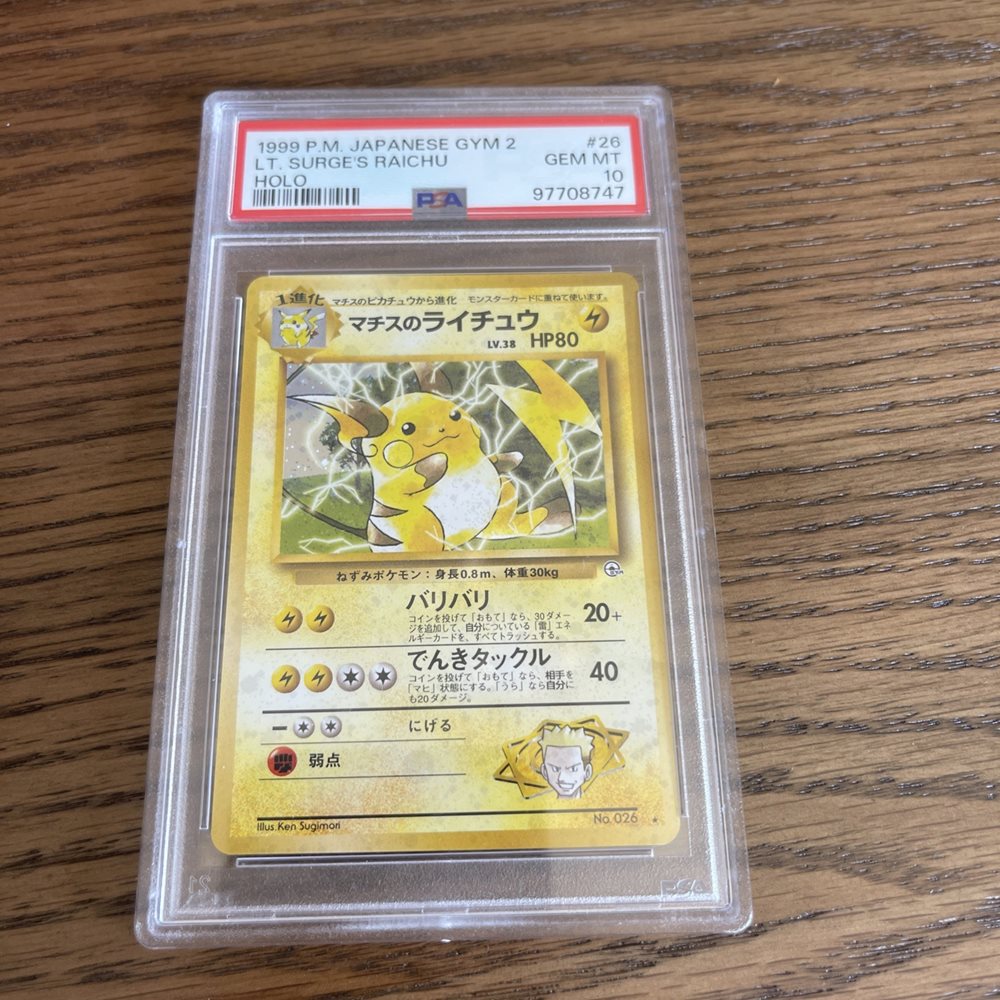 1999 P.M. JAPANESE GYM 2 #26
LT. SURGE'S RAICHU GEM MT
HOLO 10
PSA 97708747
1進化 マチスのピカチュウから進化 モンスターカードに重ねて使います。
マチスのライチュウ
LV.38 HP80
ねずみポケモン：身長0.8m、体重30kg
バリバリ
コインを投げて「おもて」なら、30ダメー
ジを追加して、自分についている「雷」エネ
ルギーカードを、すべてトラッシュする。
20+
でんきタックル
コインを投げて「おもて」なら、相手を
「マヒ」状態にする。「うら」なら自分に
も20ダメージ。
40
にげる
弱点
Illus. Ken Sugimori No. 026